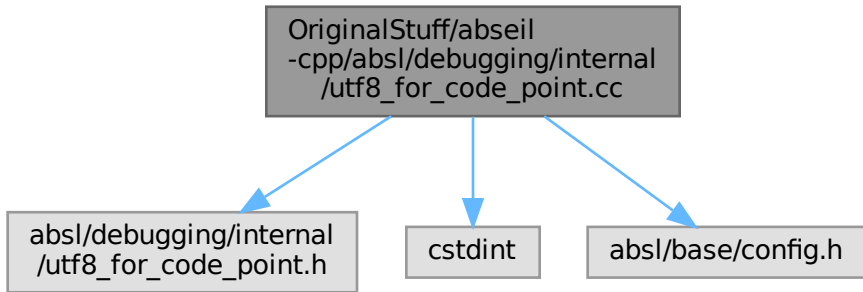 OriginalStuff/abseil
-cpp/absl/debugging/internal
/utf8_for_code_point.cc
absl/debugging/internal
/utf8_for_code_point.h
cstdint
absl/base/config.h